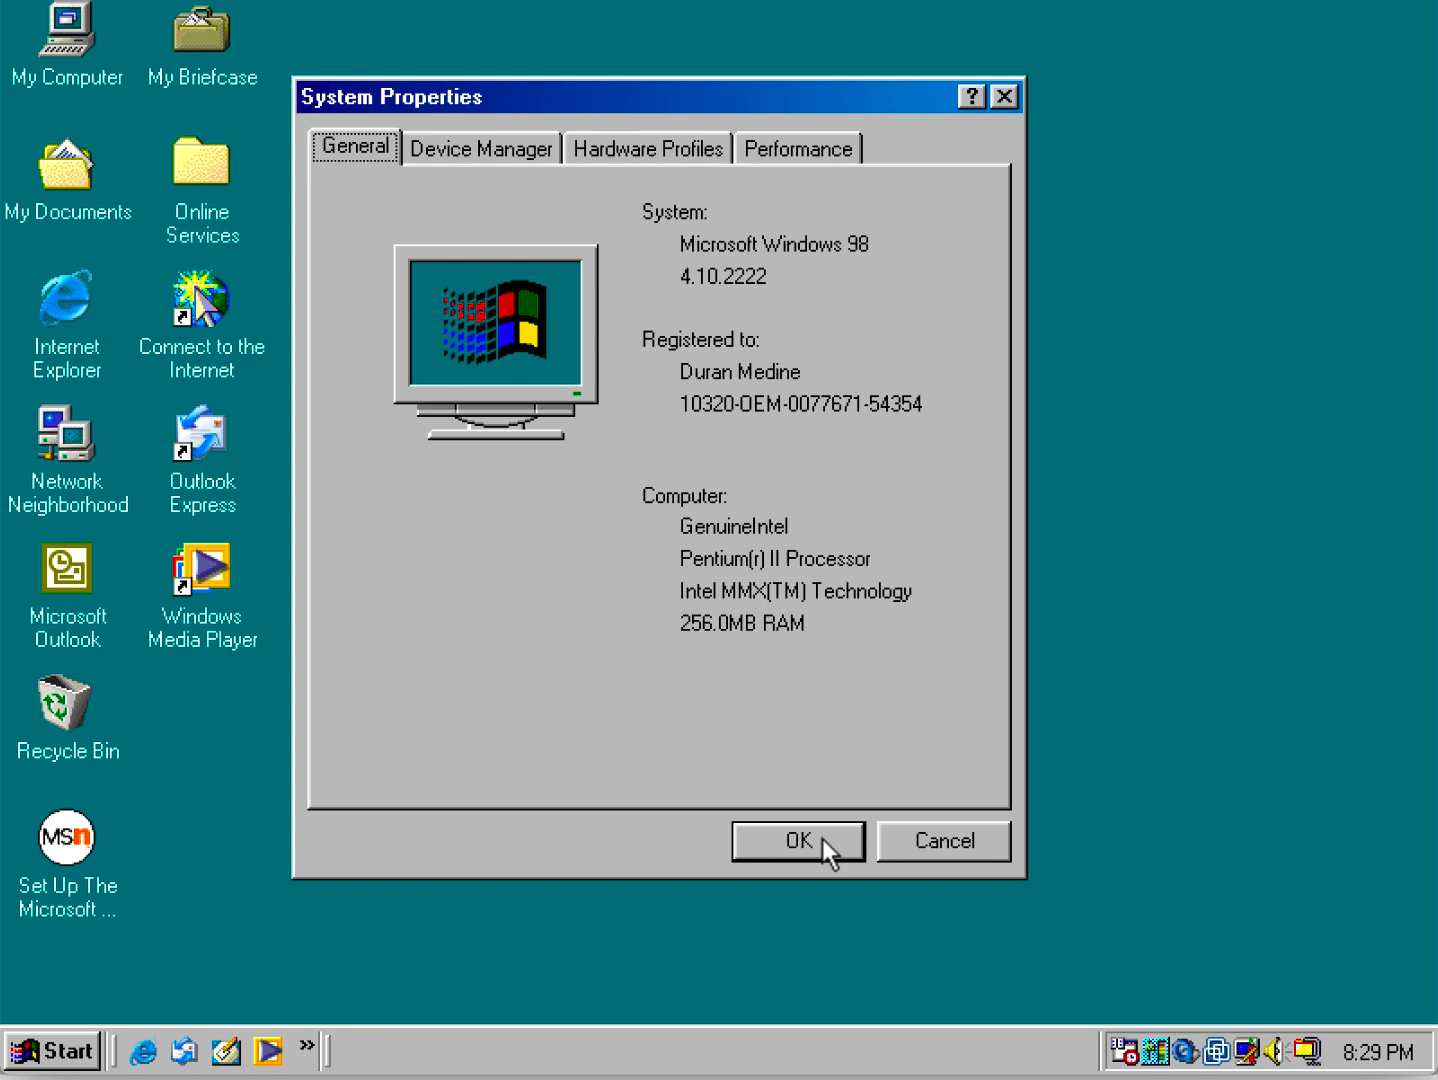 My Computer
My Briefcase
My Documents
Online
Services
Internet
Explorer
Connect to the
Internet
Network
Neighborhood
Outlook
Express
Microsoft
Outlook
Windows
Media Player
Recycle Bin
MSn
Set Up The
Microsoft ...
System Properties
General
Device Manager
Hardware Profiles
Performance
System:
Microsoft Windows 98
4.10.2222
Registered to:
Duran Medine
10320-OEM-0077671-54354
Computer:
GenuineIntel
Pentium(r) II Processor
Intel MMX(TM) Technology
256.0MB RAM
OK
Cancel
Start
8:29 PM